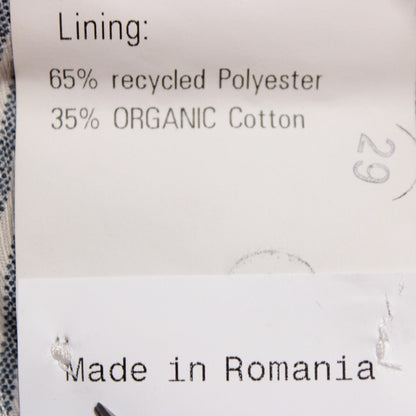 Lining:
65% recycled Polyester
35% ORGANIC Cotton
29
Made in Romania